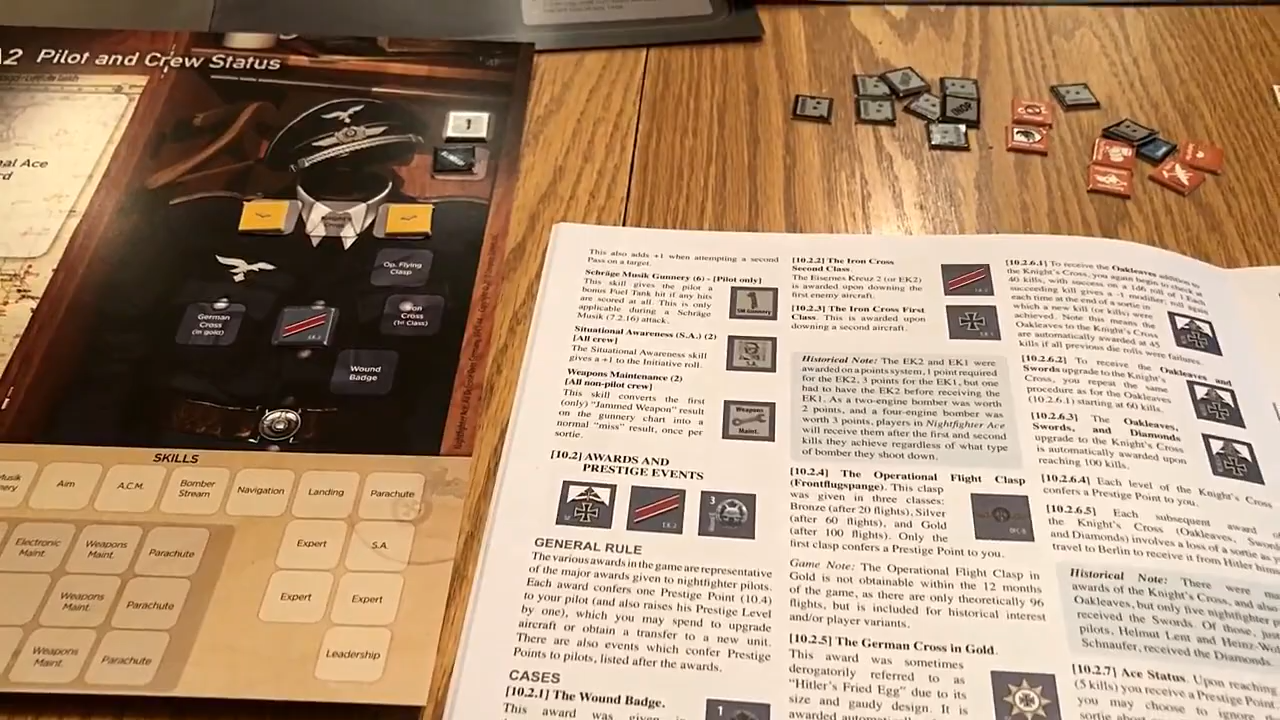 A2 Pilot and Crew Status
al Ace
rd
1
Op. Flying
Clasp
German
Cross
(in gold)
EK 2
Iron
Cross
(1st Class)
Wound
Badge
SKILLS
Musik
nery
Aim
A.C.M.
Bomber
Stream
Navigation
Landing
Parachute
Electronic
Maint.
Weapons
Maint.
Parachute
Expert
S.A.
Weapons
Maint.
Parachute
Expert
Expert
Weapons
Maint.
Parachute
Leadership
This also adds +1 when attempting a second
Pass on a target.
Schräge Musik Gunnery (6) - [Pilot only]
This skill gives the pilot a
bonus Fuel Tank hit if any hits
are scored at all. This is only
applicable during a Schräge
Musik (7.2.16) attack.
1
SM Gunnery
Situational Awareness (S.A.) (2)
[All crew]
The Situational Awareness skill
gives a +1 to the Initiative roll.
S.A.
Weapons Maintenance (2)
[All non-pilot crew]
This skill converts the first
(only) "Jammed Weapon" result
on the gunnery chart into a
normal "miss" result, once per
sortie.
Weapons
Maint.
[10.2] AWARDS AND
PRESTIGE EVENTS
EK 2
3
GENERAL RULE
The various awards in the game are representative
of the major awards given to nightfighter pilots.
Each award confers one Prestige Point (10.4)
to your pilot (and also raises his Prestige Level
by one), which you may spend to upgrade
aircraft or obtain a transfer to a new unit.
There are also events which confer Prestige
Points to pilots, listed after the awards.
CASES
[10.2.1] The Wound Badge.
This award was given
1
[10.2.2] The Iron Cross
Second Class.
The Eisernes Kreuz 2 (or EK2)
is awarded upon downing the
first enemy aircraft.
EK 2
[10.2.3] The Iron Cross First
Class. This is awarded upon
downing a second aircraft.
EK 1
Historical Note: The EK2 and EK1 were
awarded on a points system, 1 point required
for the EK2, 3 points for the EK1, but one
had to have the EK2 before receiving the
EK1. As a two-engine bomber was worth
2 points, and a four-engine bomber was
worth 3 points, players in Nightfighter Ace
will receive them after the first and second
kills they achieve regardless of what type
of bomber they shoot down.
[10.2.4] The Operational Flight Clasp
(Frontflugspange). This clasp
was given in three classes:
Bronze (after 20 flights), Silver
(after 60 flights), and Gold
(after 100 flights). Only the
first clasp confers a Prestige Point to you.
Game Note: The Operational Flight Clasp in
Gold is not obtainable within the 12 months
of the game, as there are only theoretically 96
flights, but is included for historical interest
and/or player variants.
[10.2.5] The German Cross in Gold.
This award was sometimes
derogatorily referred to as
"Hitler's Fried Egg" due to its
size and gaudy design. It is
awarded automatically
[10.2.6.1] To receive the Oakleaves addition to
the Knight's Cross, you again begin to check at
40 kills, with success on a 1d6 roll of 1. Each
succeeding kill gives a -1 modifier; roll again
each time at the end of a sortie in
which a new kill (or kills) were
achieved. Note this means the
Oakleaves to the Knight's Cross
are automatically awarded at 45
kills if all previous die rolls were failures.
[10.2.6.2] To receive the Oakleaves and
Swords upgrade to the Knight's
Cross, you repeat the same
procedure as for the Oakleaves
(10.2.6.1) starting at 60 kills.
[10.2.6.3] The Oakleaves,
Swords, and Diamonds
upgrade to the Knight's Cross
is automatically awarded upon
reaching 100 kills.
[10.2.6.4] Each level of the Knight's Cross
confers a Prestige Point to you.
[10.2.6.5] Each subsequent award of
the Knight's Cross (Oakleaves, Swords
and Diamonds) involves a loss of a sortie as you
travel to Berlin to receive it from Hitler himse
Historical Note: There were ma
awards of the Knight's Cross, and also
Oakleaves, but only five nightfighter p
received the Swords. Of those, jus
pilots, Helmut Lent and Heinz-Wol
Schnaufer, received the Diamonds.
[10.2.7] Ace Status. Upon reaching
(5 kills) you receive a Prestige Point
you may choose to ignore